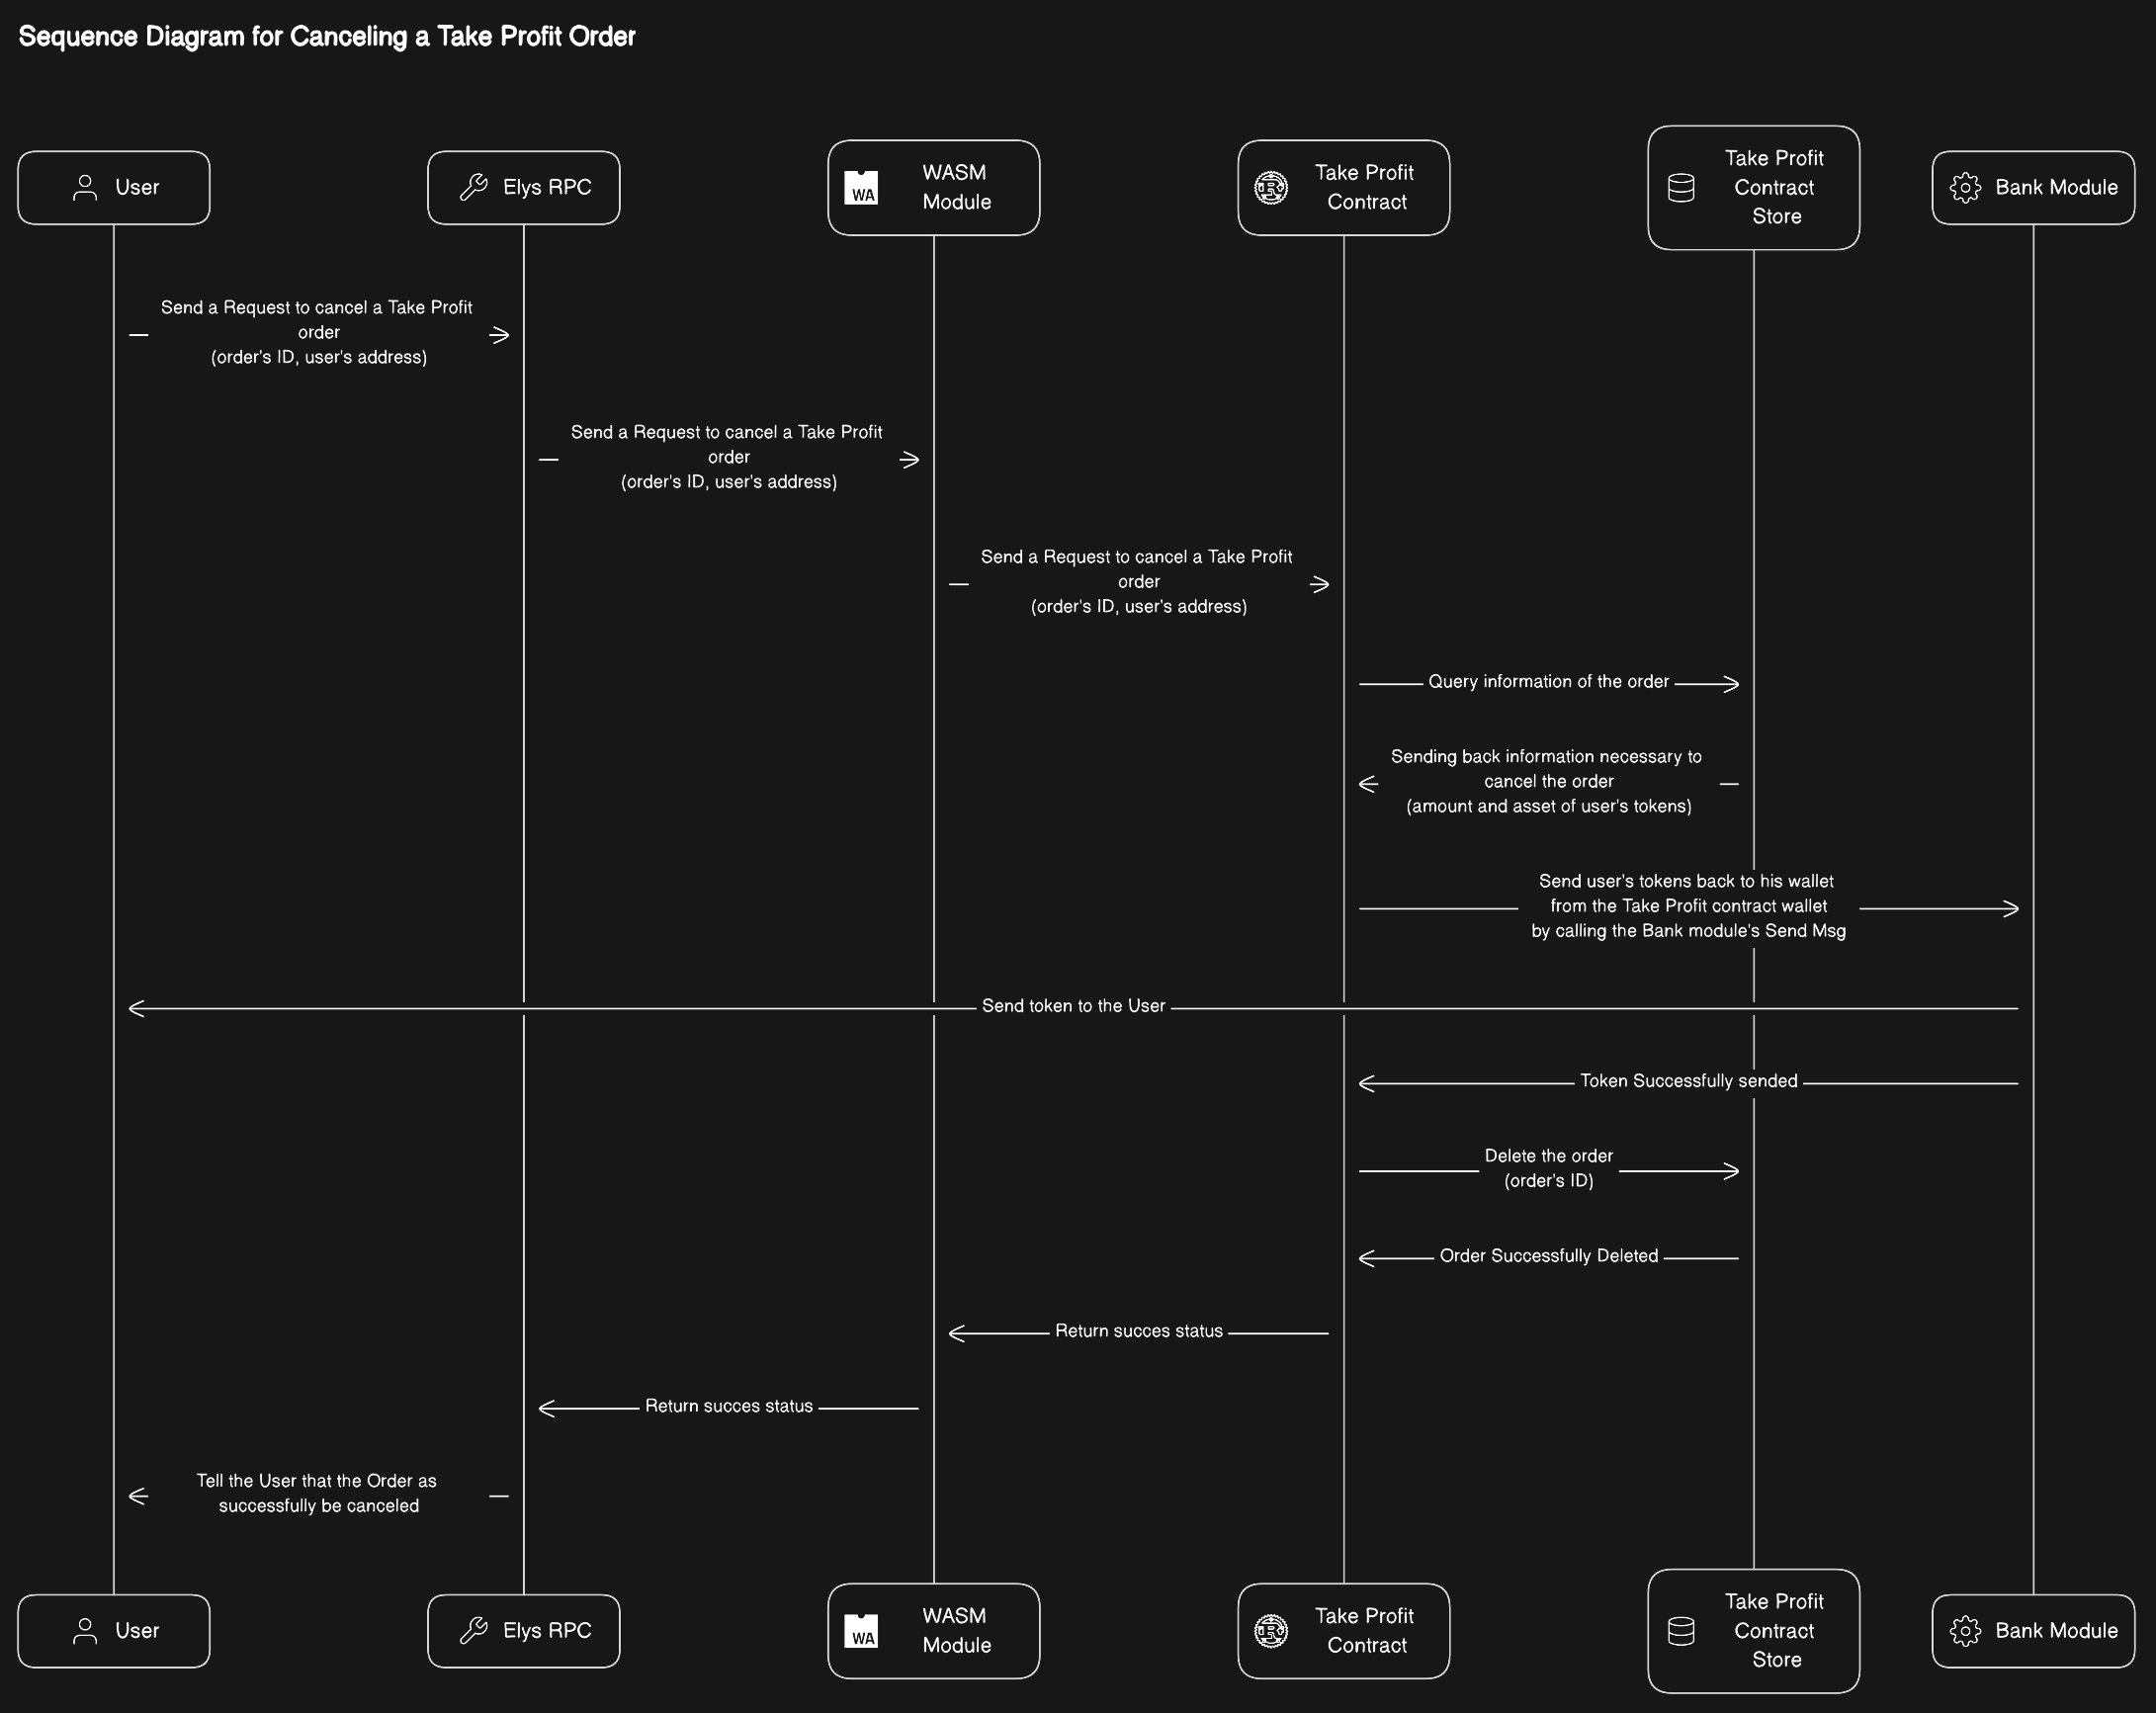 Sequence Diagram for Canceling a Take Profit Order
User
Elys RPC
WA
WASM
Module
Take Profit
Contract
Take Profit
Contract
Store
Bank Module
Send a Request to cancel a Take Profit
order
(order's ID, user's address)
Send a Request to cancel a Take Profit
order
(order's ID, user's address)
Send a Request to cancel a Take Profit
order
(order's ID, user's address)
Query information of the order
Sending back information necessary to
cancel the order
(amount and asset of user's tokens)
Send user's tokens back to his wallet
from the Take Profit contract wallet
by calling the Bank module's Send Msg
Send token to the User
Token Successfully sended
Delete the order
(order's ID)
Order Successfully Deleted
Return succes status
Return succes status
Tell the User that the Order as
successfully be canceled
User
Elys RPC
WA
WASM
Module
Take Profit
Contract
Take Profit
Contract
Store
Bank Module